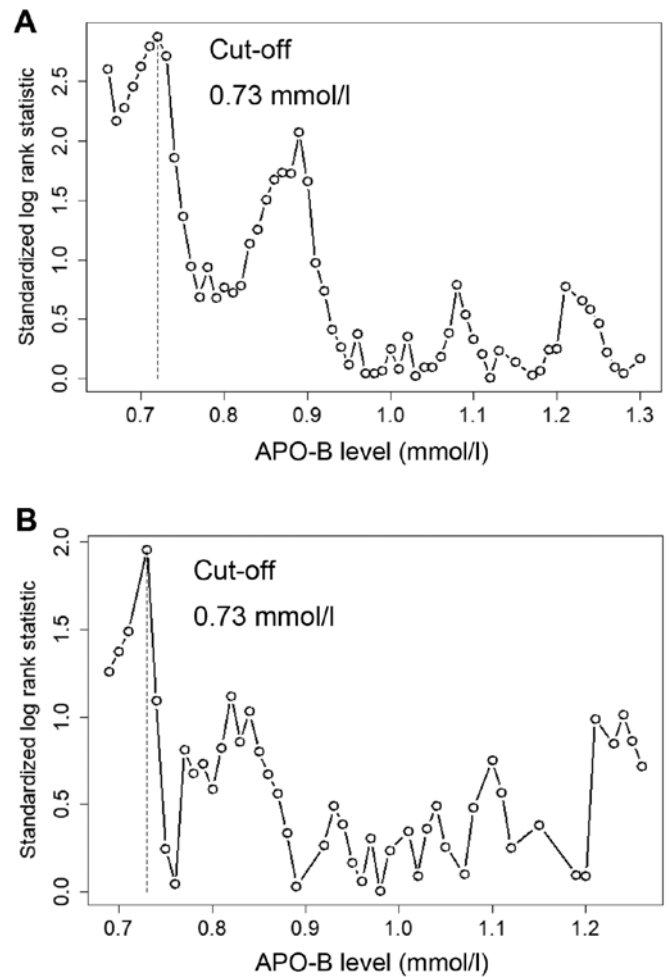 A
Cut-off
0.73 mmol/l
Standardized log rank statistic
2.5
2.0
1.5
1.0
0.5
0.0
0.7 0.8 0.9 1.0 1.1 1.2 1.3
APO-B level (mmol/l)
B
Cut-off
0.73 mmol/l
Standardized log rank statistic
2.0
1.5
1.0
0.5
0.0
0.7 0.8 0.9 1.0 1.1 1.2
APO-B level (mmol/l)